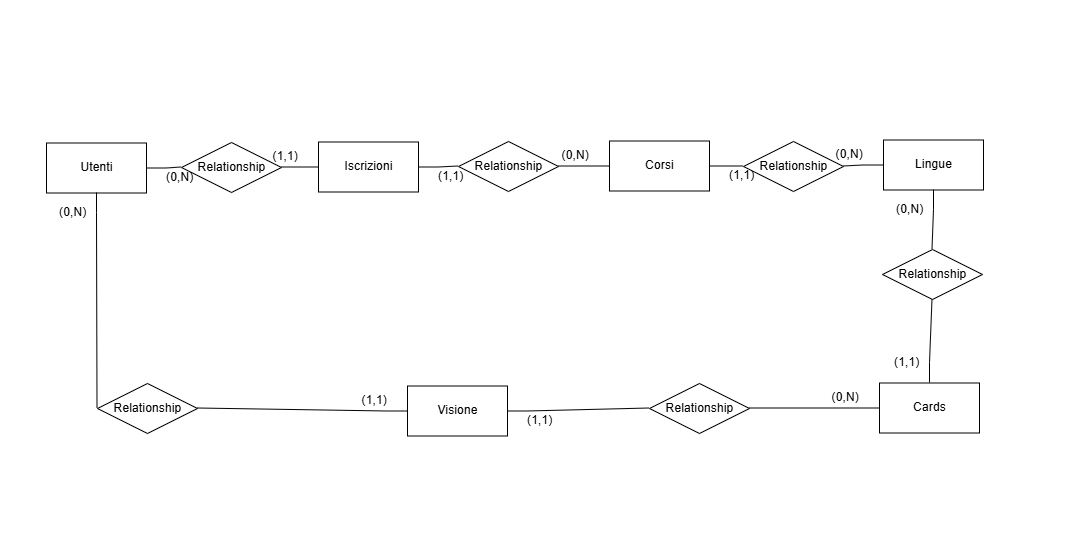 Utenti
(0,N)
Relationship
(1,1)
Iscrizioni
(1,1)
Relationship
(0,N)
Corsi
(1,1)
Relationship
(0,N)
Lingue
(0,N)
(0,N)
Relationship
(1,1)
Relationship
(1,1)
Visione
(1,1)
Relationship
(0,N)
Cards